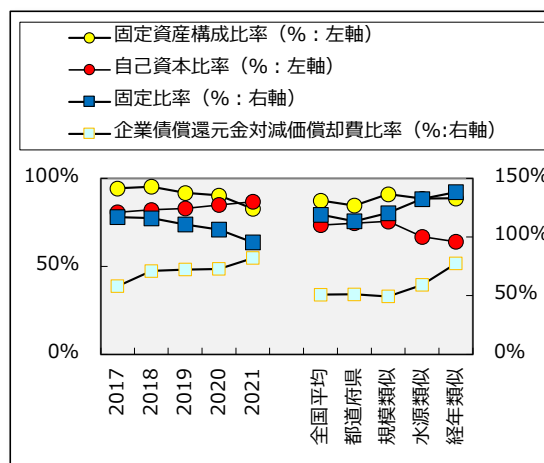 固定資産構成比率（%：左軸）
自己資本比率（%：左軸）
固定比率（%：右軸）
企業債償還元金対減価償却費比率（%:右軸）
100%
50%
0%
150%
100%
50%
0%
2017
2018
2019
2020
2021
全国平均
都道府県
規模類似
水源類似
経年類似